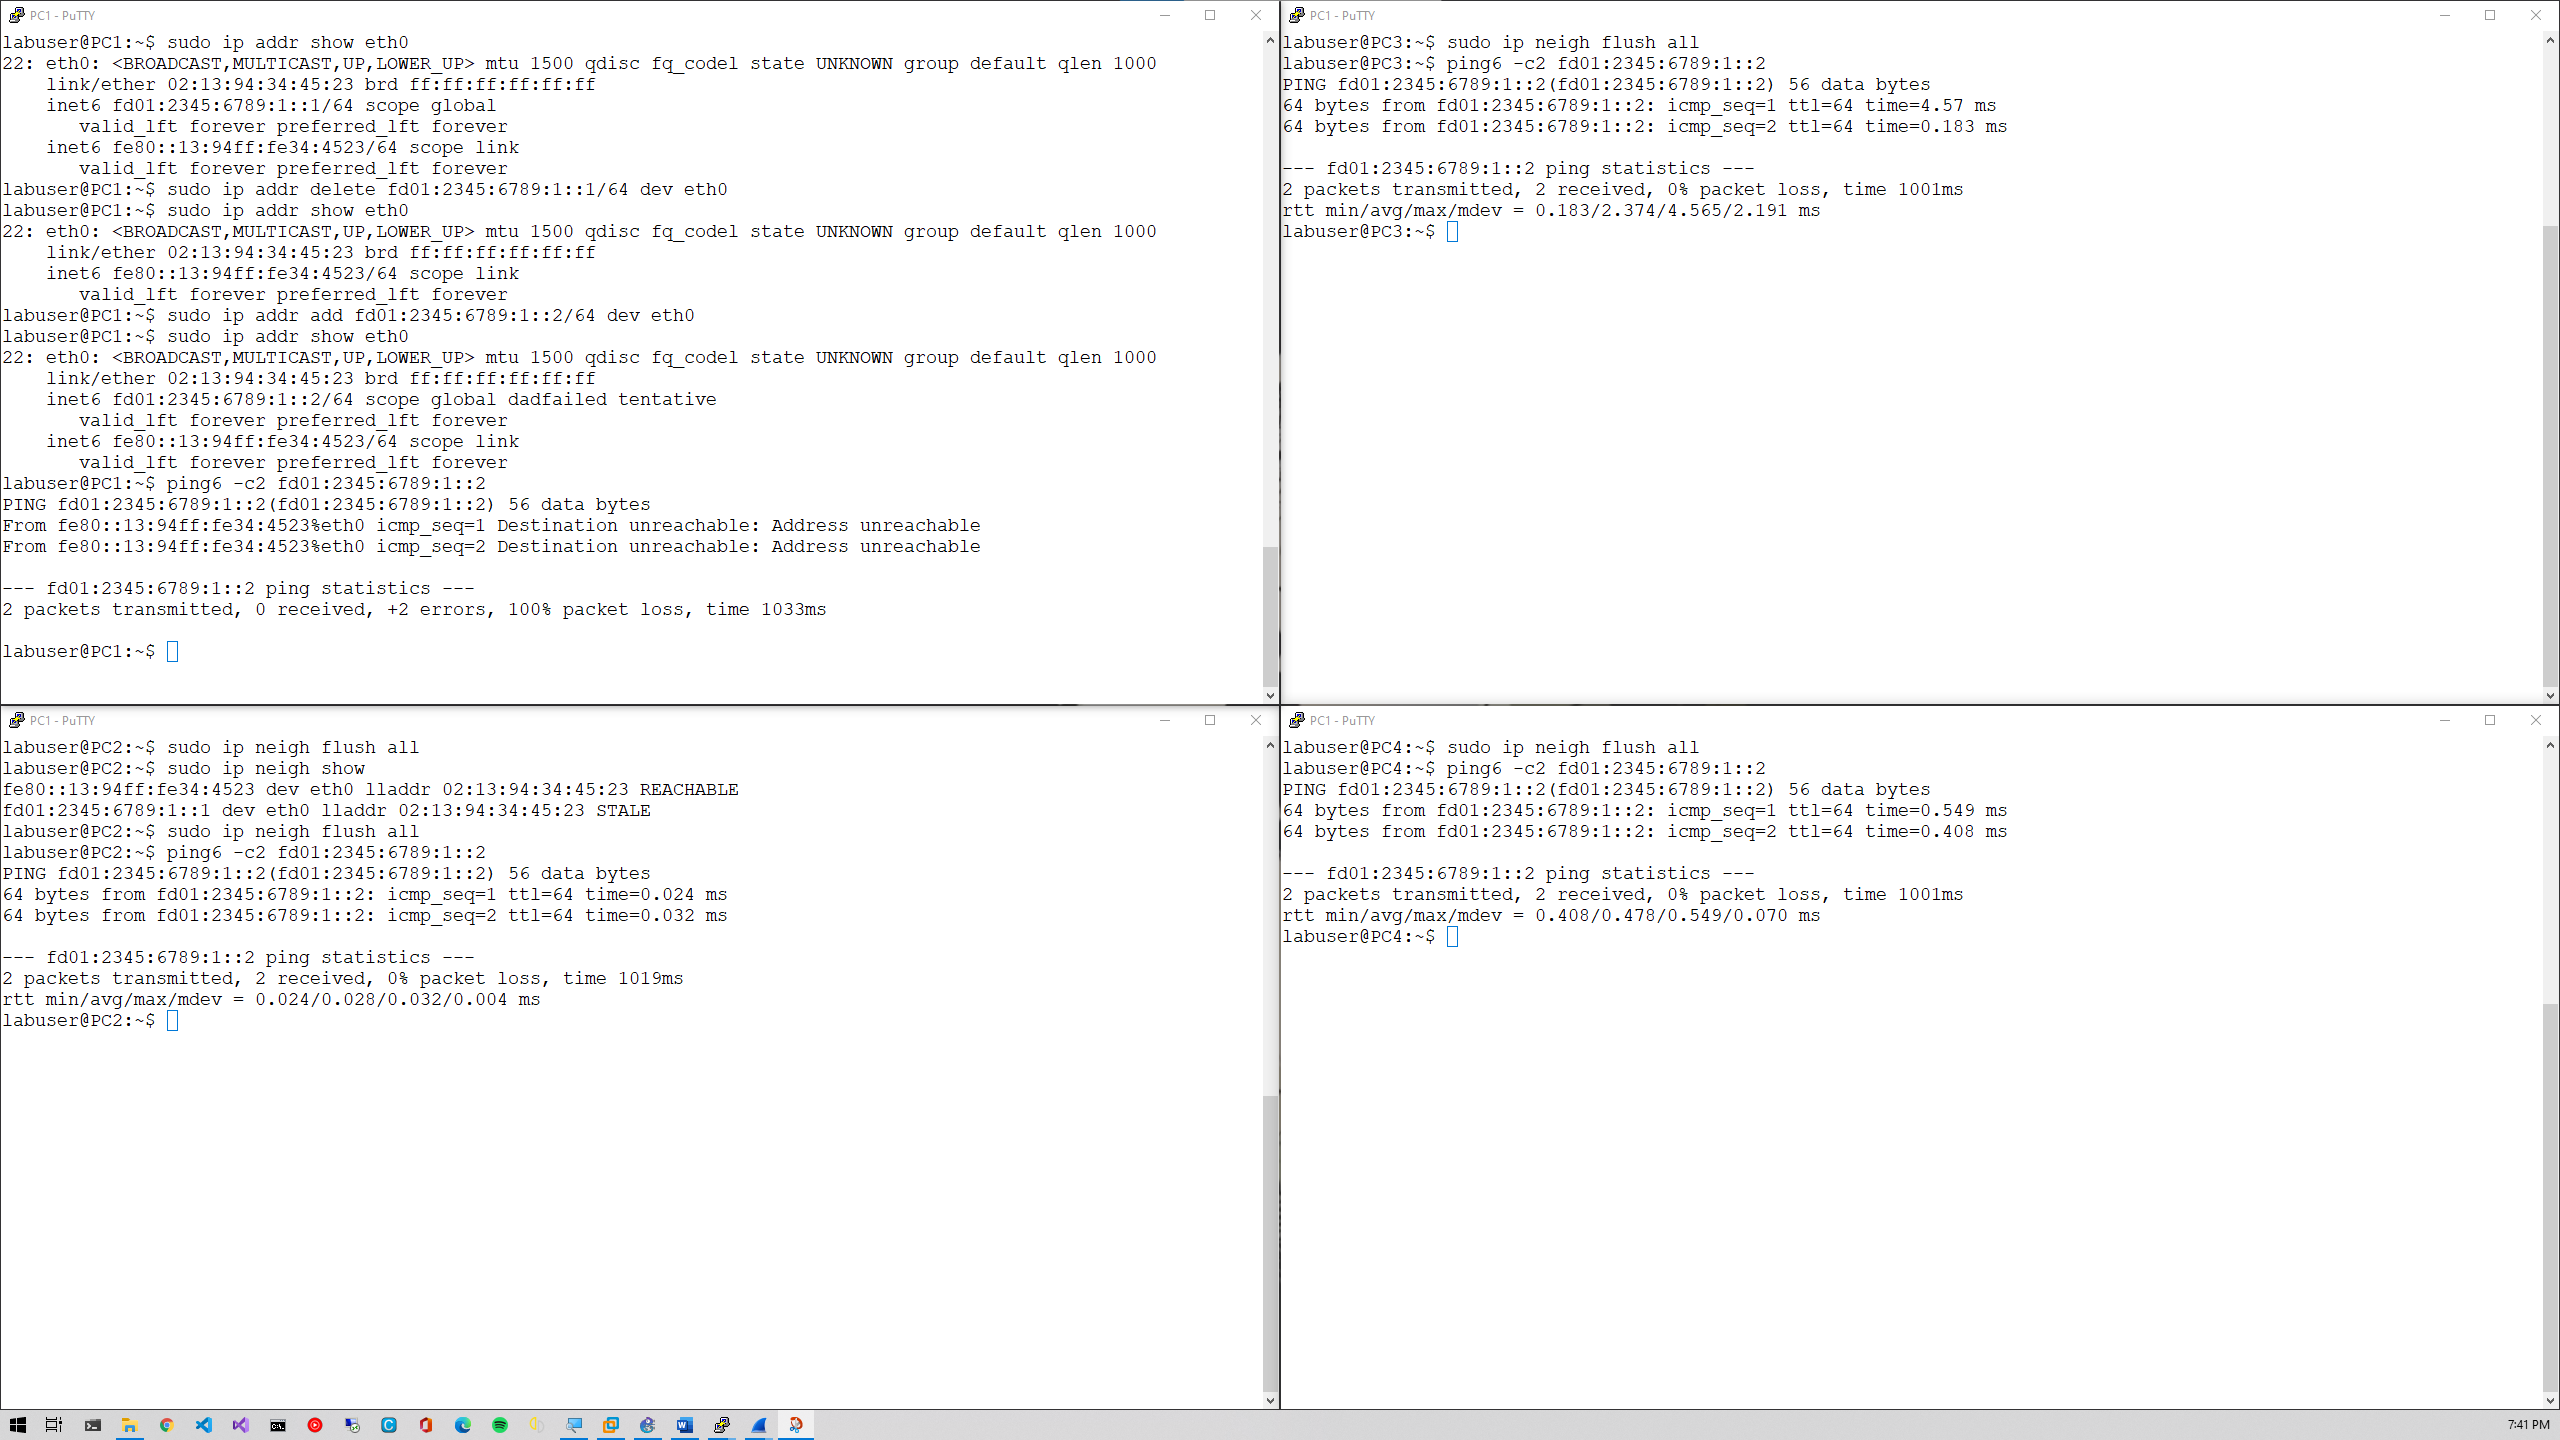 PC1 - PuTTY
labuser@PC1:~$ sudo ip addr show eth0
22: eth0: <BROADCAST,MULTICAST,UP,LOWER_UP> mtu 1500 qdisc fq_codel state UNKNOWN group default qlen 1000
    link/ether 02:13:94:34:45:23 brd ff:ff:ff:ff:ff:ff
    inet6 fd01:2345:6789:1::1/64 scope global
       valid_lft forever preferred_lft forever
    inet6 fe80::13:94ff:fe34:4523/64 scope link
       valid_lft forever preferred_lft forever
labuser@PC1:~$ sudo ip addr delete fd01:2345:6789:1::1/64 dev eth0
labuser@PC1:~$ sudo ip addr show eth0
22: eth0: <BROADCAST,MULTICAST,UP,LOWER_UP> mtu 1500 qdisc fq_codel state UNKNOWN group default qlen 1000
    link/ether 02:13:94:34:45:23 brd ff:ff:ff:ff:ff:ff
    inet6 fe80::13:94ff:fe34:4523/64 scope link
       valid_lft forever preferred_lft forever
labuser@PC1:~$ sudo ip addr add fd01:2345:6789:1::2/64 dev eth0
labuser@PC1:~$ sudo ip addr show eth0
22: eth0: <BROADCAST,MULTICAST,UP,LOWER_UP> mtu 1500 qdisc fq_codel state UNKNOWN group default qlen 1000
    link/ether 02:13:94:34:45:23 brd ff:ff:ff:ff:ff:ff
    inet6 fd01:2345:6789:1::2/64 scope global dadfailed tentative
       valid_lft forever preferred_lft forever
    inet6 fe80::13:94ff:fe34:4523/64 scope link
       valid_lft forever preferred_lft forever
labuser@PC1:~$ ping6 -c2 fd01:2345:6789:1::2
PING fd01:2345:6789:1::2(fd01:2345:6789:1::2) 56 data bytes
From fe80::13:94ff:fe34:4523%eth0 icmp_seq=1 Destination unreachable: Address unreachable
From fe80::13:94ff:fe34:4523%eth0 icmp_seq=2 Destination unreachable: Address unreachable
--- fd01:2345:6789:1::2 ping statistics ---
2 packets transmitted, 0 received, +2 errors, 100% packet loss, time 1033ms
labuser@PC1:~$
PC1 - PuTTY
labuser@PC3:~$ sudo ip neigh flush all
labuser@PC3:~$ ping6 -c2 fd01:2345:6789:1::2
PING fd01:2345:6789:1::2(fd01:2345:6789:1::2) 56 data bytes
64 bytes from fd01:2345:6789:1::2: icmp_seq=1 ttl=64 time=4.57 ms
64 bytes from fd01:2345:6789:1::2: icmp_seq=2 ttl=64 time=0.183 ms
--- fd01:2345:6789:1::2 ping statistics ---
2 packets transmitted, 2 received, 0% packet loss, time 1001ms
rtt min/avg/max/mdev = 0.183/2.374/4.565/2.191 ms
labuser@PC3:~$
PC1 - PuTTY
labuser@PC2:~$ sudo ip neigh flush all
labuser@PC2:~$ sudo ip neigh show
fe80::13:94ff:fe34:4523 dev eth0 lladdr 02:13:94:34:45:23 REACHABLE
fd01:2345:6789:1::1 dev eth0 lladdr 02:13:94:34:45:23 STALE
labuser@PC2:~$ sudo ip neigh flush all
labuser@PC2:~$ ping6 -c2 fd01:2345:6789:1::2
PING fd01:2345:6789:1::2(fd01:2345:6789:1::2) 56 data bytes
64 bytes from fd01:2345:6789:1::2: icmp_seq=1 ttl=64 time=0.024 ms
64 bytes from fd01:2345:6789:1::2: icmp_seq=2 ttl=64 time=0.032 ms
--- fd01:2345:6789:1::2 ping statistics ---
2 packets transmitted, 2 received, 0% packet loss, time 1019ms
rtt min/avg/max/mdev = 0.024/0.028/0.032/0.004 ms
labuser@PC2:~$
PC1 - PuTTY
labuser@PC4:~$ sudo ip neigh flush all
labuser@PC4:~$ ping6 -c2 fd01:2345:6789:1::2
PING fd01:2345:6789:1::2(fd01:2345:6789:1::2) 56 data bytes
64 bytes from fd01:2345:6789:1::2: icmp_seq=1 ttl=64 time=0.549 ms
64 bytes from fd01:2345:6789:1::2: icmp_seq=2 ttl=64 time=0.408 ms
--- fd01:2345:6789:1::2 ping statistics ---
2 packets transmitted, 2 received, 0% packet loss, time 1001ms
rtt min/avg/max/mdev = 0.408/0.478/0.549/0.070 ms
labuser@PC4:~$
7:41 PM